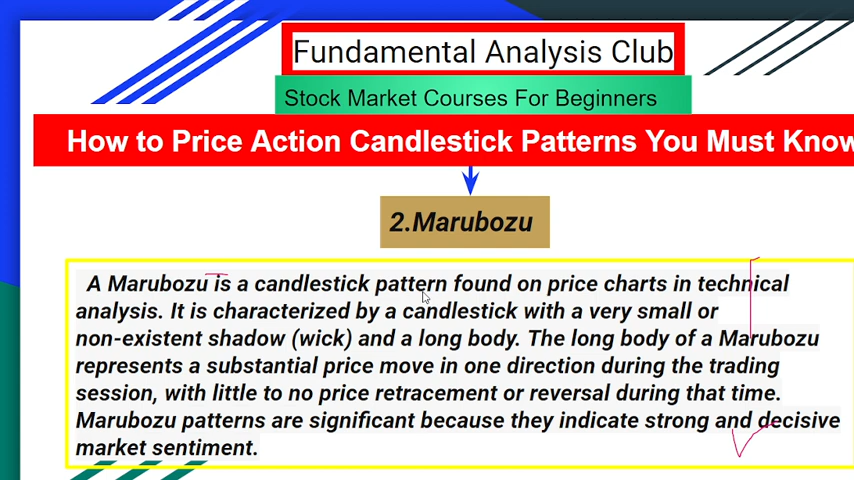 Fundamental Analysis Club
Stock Market Courses For Beginners
How to Price Action Candlestick Patterns You Must Know
2.Marubozu
A Marubozu is a candlestick pattern found on price charts in technical
analysis. It is characterized by a candlestick with a very small or
non-existent shadow (wick) and a long body. The long body of a Marubozu
represents a substantial price move in one direction during the trading
session, with little to no price retracement or reversal during that time.
Marubozu patterns are significant because they indicate strong and decisive
market sentiment.